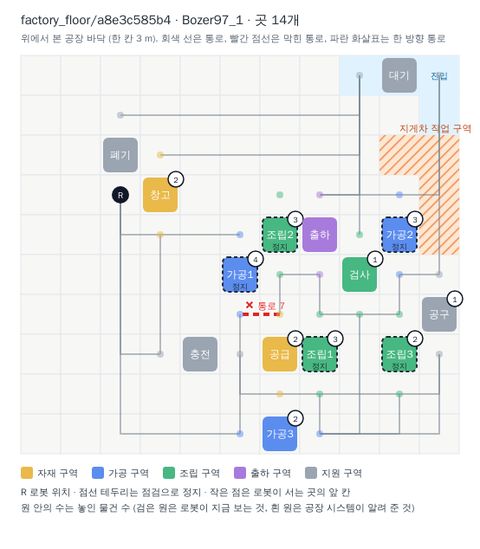 factory_floor/a8e3c585b4 · Bozer97_1 · 곳 14개
위에서 본 공장 바닥 (한 칸 3 m). 회색 선은 통로, 빨간 점선은 막힌 통로, 파란 화살표는 한 방향 통로
대기
전립
지게차 작업 구역
폐기
R
창고
2
조립2
정지
3
출하
가공2
정지
3
가공1
정지
4
검사
1
통로 7
공구
1
충전
공급
2
조립1
정지
3
조립3
정지
2
가공3
2
자재 구역
가공 구역
조립 구역
출하 구역
지원 구역
R 로봇 위치 · 점선 테두리는 점검으로 정지 · 작은 점은 로봇이 서는 곳의 앞 칸
원 안의 수는 놓인 물건 수 (검은 원은 로봇이 지금 보는 것, 흰 원은 공장 시스템이 알려 준 것)